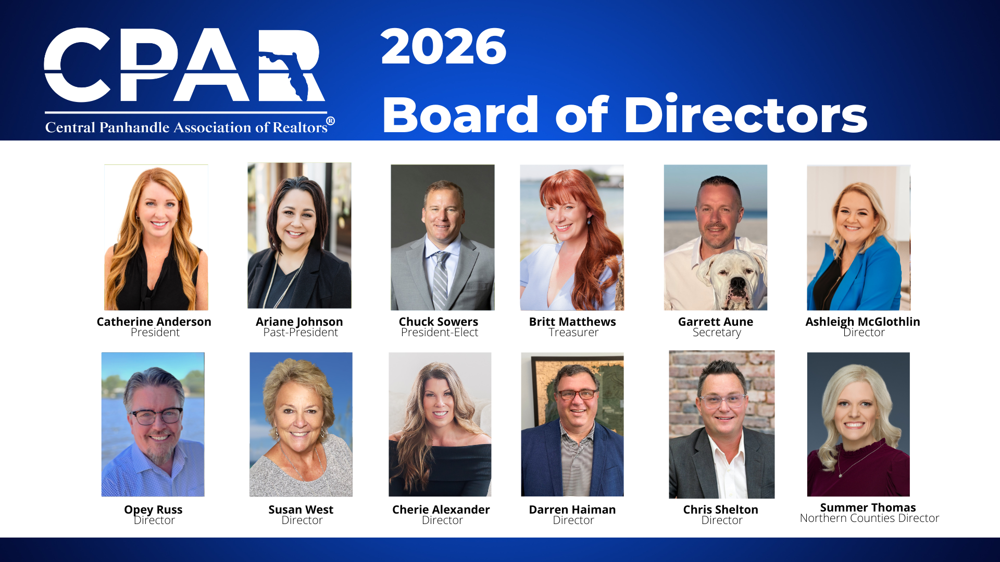 CPAR
Central Panhandle Association of Realtors®
2026
Board of Directors
Catherine Anderson
President
Ariane Johnson
Past-President
Chuck Sowers
President-Elect
Britt Matthews
Treasurer
Garrett Aune
Secretary
Ashleigh McGlothlin
Director
Opey Russ
Director
Susan West
Director
Cherie Alexander
Director
Darren Haiman
Director
Chris Shelton
Director
Summer Thomas
Northern Counties Director